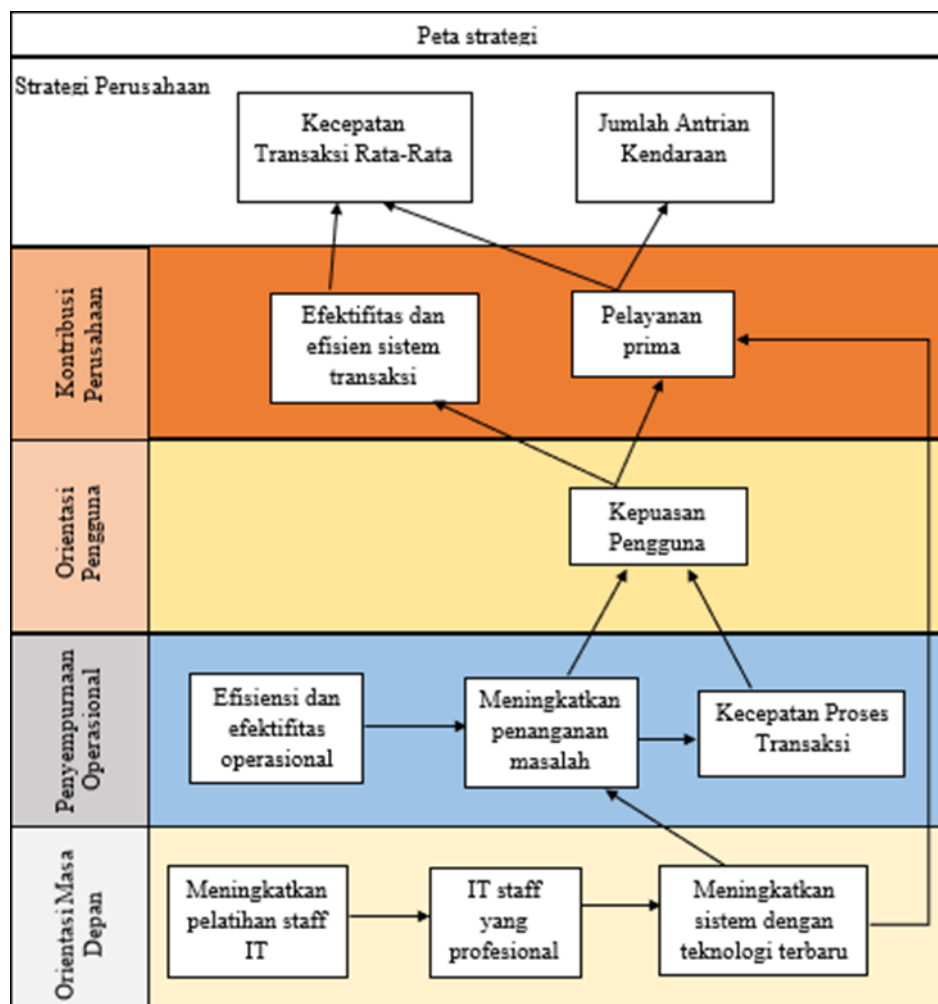 Peta strategi
Strategi Perusahaan
Kecepatan
Transaksi Rata-Rata
Jumlah Antrian
Kendaraan
Kontribusi
Perusahaan
Efektifitas dan
efisien sistem
transaksi
Pelayanan
prima
Orientasi
Pengguna
Kepuasan
Pengguna
Penyempurnaan
Operasional
Efisiensi dan
efektifitas
operasional
Meningkatkan
penanganan
masalah
Kecepatan Proses
Transaksi
Orientasi Masa
Depan
Meningkatkan
pelatihan staff
IT
IT staff
yang
profesional
Meningkatkan
sistem dengan
teknologi terbaru